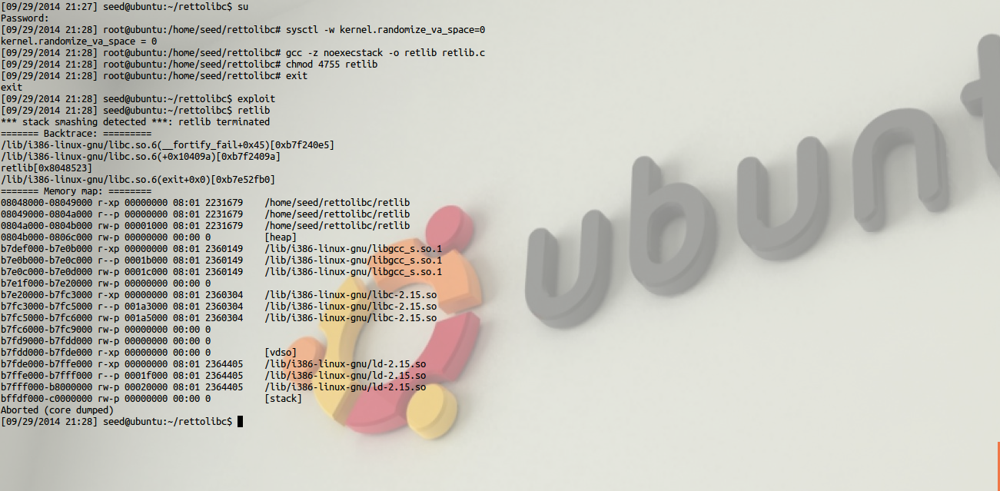 [09/29/2014 21:27] seed@ubuntu:~/rettolibc$ su
Password:
[09/29/2014 21:28] root@ubuntu:/home/seed/rettolibc# sysctl -w kernel.randomize_va_space=0
kernel.randomize_va_space = 0
[09/29/2014 21:28] root@ubuntu:/home/seed/rettolibc# gcc -z noexecstack -o retlib retlib.c
[09/29/2014 21:28] root@ubuntu:/home/seed/rettolibc# chmod 4755 retlib
[09/29/2014 21:28] root@ubuntu:/home/seed/rettolibc# exit
exit
[09/29/2014 21:28] seed@ubuntu:~/rettolibc$ exploit
[09/29/2014 21:28] seed@ubuntu:~/rettolibc$ retlib
*** stack smashing detected ***: retlib terminated
======= Backtrace: =========
/lib/i386-linux-gnu/libc.so.6(__fortify_fail+0x45)[0xb7f240e5]
/lib/i386-linux-gnu/libc.so.6(+0x10409a)[0xb7f2409a]
retlib[0x8048523]
/lib/i386-linux-gnu/libc.so.6(exit+0x0)[0xb7e52fb0]
======= Memory map: ========
08048000-08049000 r-xp 00000000 08:01 2231679    /home/seed/rettolibc/retlib
08049000-0804a000 r--p 00000000 08:01 2231679    /home/seed/rettolibc/retlib
0804a000-0804b000 rw-p 00001000 08:01 2231679    /home/seed/rettolibc/retlib
0804b000-0806c000 rw-p 00000000 00:00 0          [heap]
b7def000-b7e0b000 r-xp 00000000 08:01 2360149    /lib/i386-linux-gnu/libgcc_s.so.1
b7e0b000-b7e0c000 r--p 0001b000 08:01 2360149    /lib/i386-linux-gnu/libgcc_s.so.1
b7e0c000-b7e0d000 rw-p 0001c000 08:01 2360149    /lib/i386-linux-gnu/libgcc_s.so.1
b7e1f000-b7e20000 rw-p 00000000 00:00 0
b7e20000-b7fc3000 r-xp 00000000 08:01 2360304    /lib/i386-linux-gnu/libc-2.15.so
b7fc3000-b7fc5000 r--p 001a3000 08:01 2360304    /lib/i386-linux-gnu/libc-2.15.so
b7fc5000-b7fc6000 rw-p 001a5000 08:01 2360304    /lib/i386-linux-gnu/libc-2.15.so
b7fc6000-b7fc9000 rw-p 00000000 00:00 0
b7fd9000-b7fdd000 rw-p 00000000 00:00 0
b7fdd000-b7fde000 r-xp 00000000 00:00 0          [vdso]
b7fde000-b7ffe000 r-xp 00000000 08:01 2364405    /lib/i386-linux-gnu/ld-2.15.so
b7ffe000-b7fff000 r--p 0001f000 08:01 2364405    /lib/i386-linux-gnu/ld-2.15.so
b7fff000-b8000000 rw-p 00020000 08:01 2364405    /lib/i386-linux-gnu/ld-2.15.so
bffdf000-c0000000 rw-p 00000000 00:00 0          [stack]
Aborted (core dumped)
[09/29/2014 21:28] seed@ubuntu:~/rettolibc$
ubunt